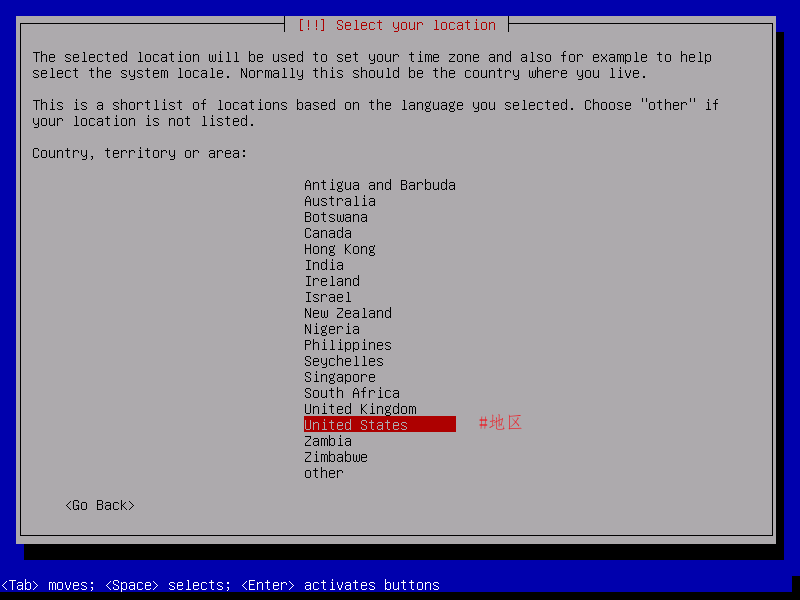 [!!] Select your location
The selected location will be used to set your time zone and also for example to help
select the system locale. Normally this should be the country where you live.
This is a shortlist of locations based on the language you selected. Choose "other" if
your location is not listed.
Country, territory or area:
Antigua and Barbuda
Australia
Botswana
Canada
Hong Kong
India
Ireland
Israel
New Zealand
Nigeria
Philippines
Seychelles
Singapore
South Africa
United Kingdom
United States #地区
Zambia
Zimbabwe
other
<Go Back>
<Tab> moves; <Space> selects; <Enter> activates buttons